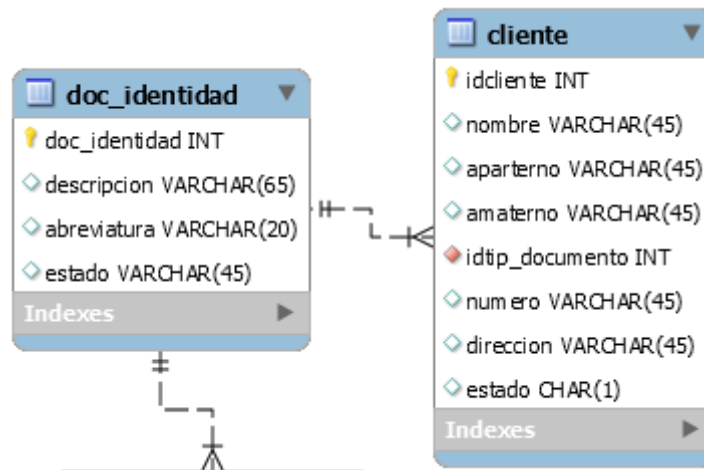 doc_identidad
doc_identidad INT
descripcion VARCHAR(65)
abreviatura VARCHAR(20)
estado VARCHAR(45)
Indexes
cliente
idcliente INT
nombre VARCHAR(45)
aparterno VARCHAR(45)
amaterno VARCHAR(45)
idtip_documento INT
numero VARCHAR(45)
direccion VARCHAR(45)
estado CHAR(1)
Indexes